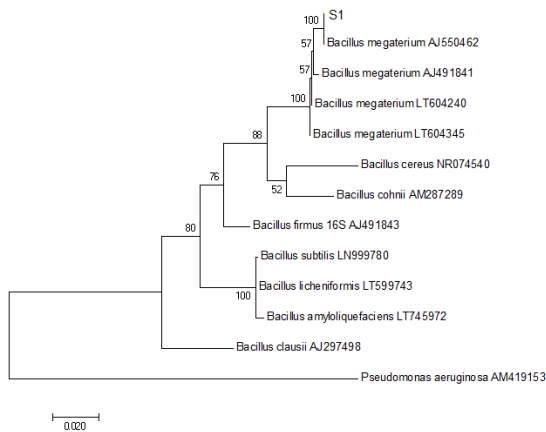 S1
100
Bacillus megaterium AJ550462
57
Bacillus megaterium AJ491841
57
Bacillus megaterium LT604240
100
Bacillus megaterium LT604345
88
Bacillus cereus NR074540
52
Bacillus cohnii AM287289
76
Bacillus firmus 16S AJ491843
80
Bacillus subtilis LN999780
Bacillus licheniformis LT599743
100
Bacillus amyloliquefaciens LT745972
Bacillus clausii AJ297498
Pseudomonas aeruginosa AM419153
0.020